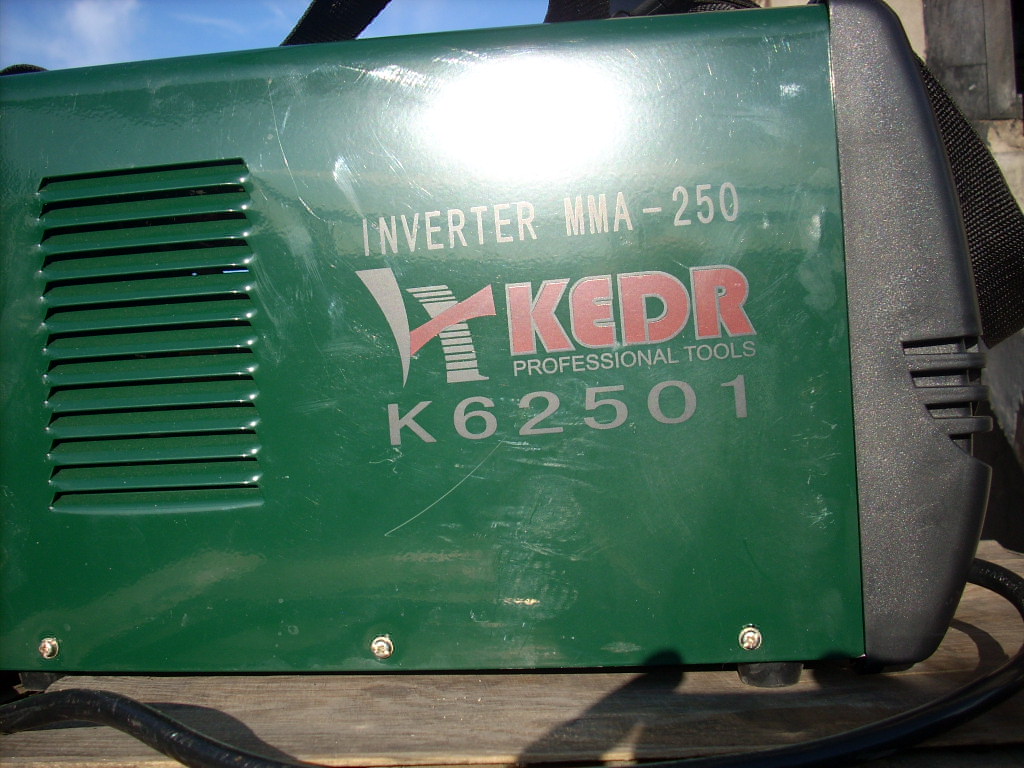 INVERTER MMA-250
KEDR
PROFESSIONAL TOOLS
K62501